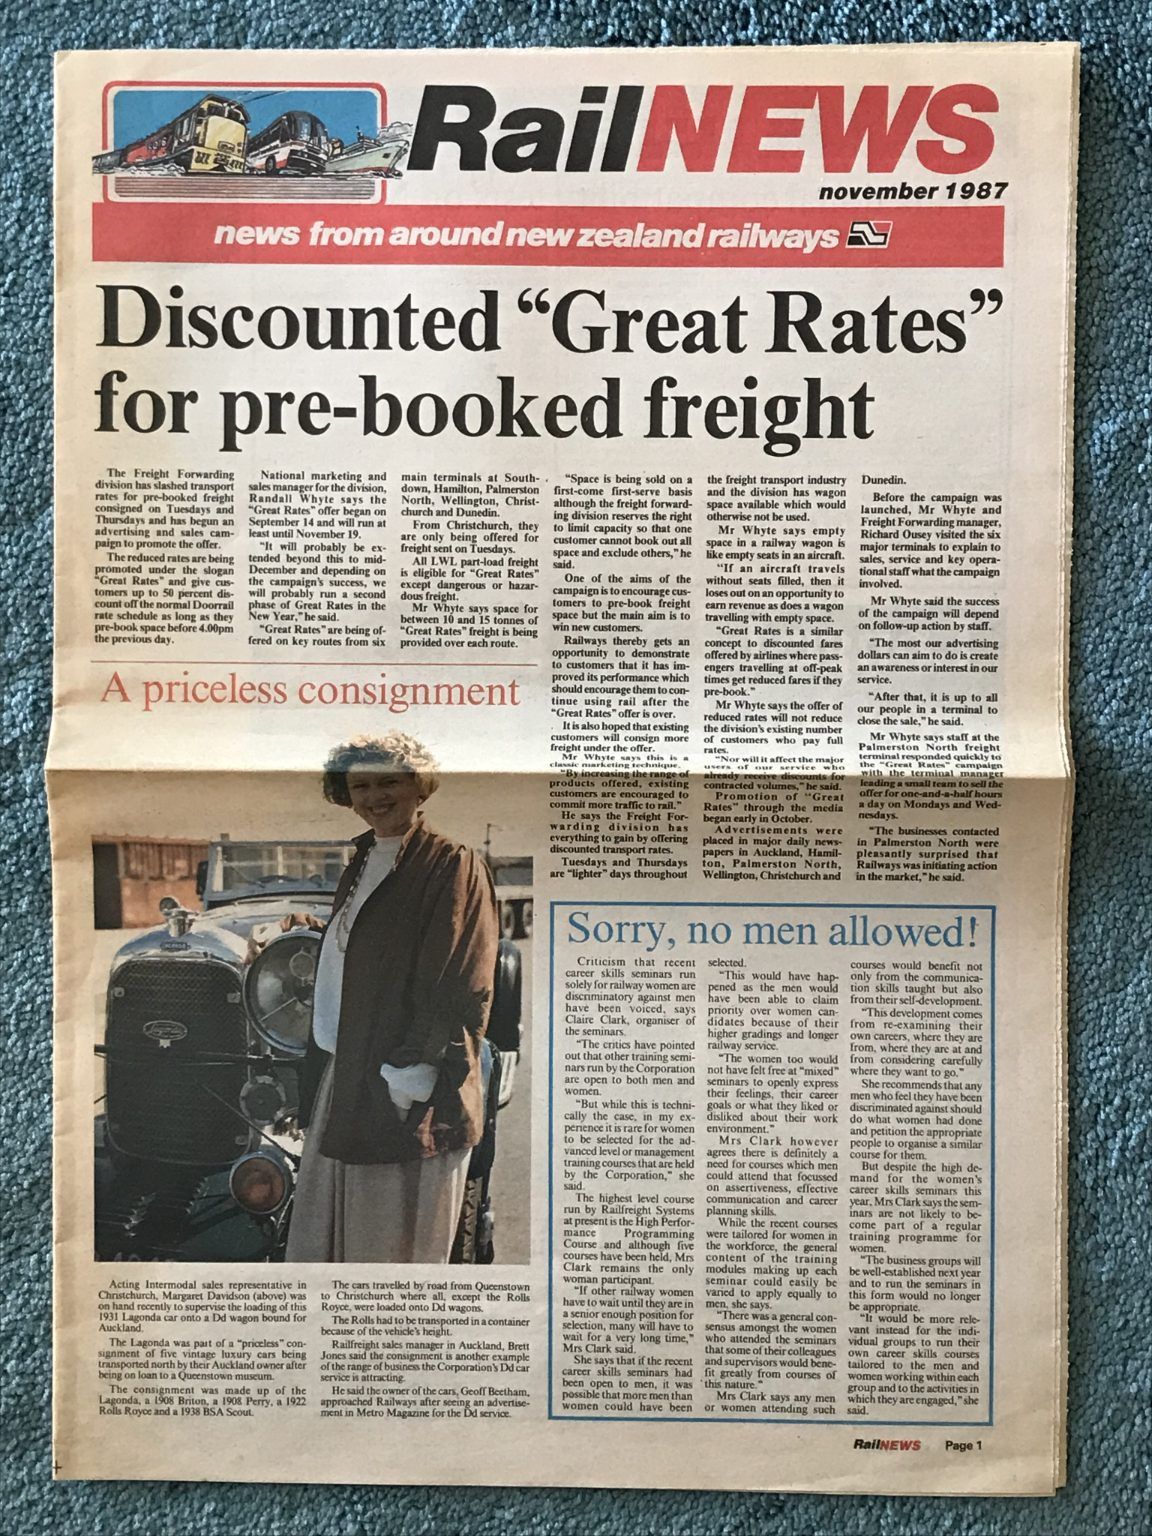 RailNEWS
november 1987
news from around new zealand railways
Discounted “Great Rates”
for pre-booked freight
The Freight Forwarding
division has slashed transport
rates for pre-booked freight
consigned on Tuesdays and
Thursdays and has begun an
advertising and sales cam-
paign to promote the offer.
The reduced rates are being
promoted under the slogan
"Great Rates" and give cus-
tomers up to 50 percent dis-
count off the normal Doorrail
rate schedule as long as they
pre-book space before 4.00pm
the previous day.
National marketing and
sales manager for the division,
Randall Whyte says the
"Great Rates" offer began on
September 14 and will run at
least until November 19.
"It will probably be ex-
tended beyond this to mid-
December and depending on
the campaign's success, we
will probably run a second
phase of Great Rates in the
New Year," he said.
"Great Rates" are being of-
fered on key routes from six
main terminals at South-
down, Hamilton, Palmerston
North, Wellington, Christ-
church and Dunedin.
From Christchurch, they
are only being offered for
freight sent on Tuesdays.
All LWL part-load freight
is eligible for "Great Rates"
except dangerous or hazar-
dous freight.
Mr Whyte says space for
between 10 and 15 tonnes of
"Great Rates" freight is being
provided over each route.
"Space is being sold on a
first-come first-serve basis
although the freight forward-
ing division reserves the right
to limit capacity so that one
customer cannot book out all
space and exclude others," he
said.
One of the aims of the
campaign is to encourage cus-
tomers to pre-book freight
space but the main aim is to
win new customers.
Railways thereby gets an
opportunity to demonstrate
to customers that it has im-
proved its performance which
should encourage them to con-
tinue using rail after the
"Great Rates" offer is over.
It is also hoped that existing
customers will consign more
freight under the offer.
Mr Whyte says this is a
classic marketing technique.
"By increasing the range of
products offered, existing
customers are encouraged to
commit more traffic to rail."
He says the Freight For-
warding division has
everything to gain by offering
discounted transport rates.
Tuesdays and Thursdays
are "lighter" days throughout
the freight transport industry
and the division has wagon
space available which would
otherwise not be used.
Mr Whyte says empty
space in a railway wagon is
like empty seats in an aircraft.
"If an aircraft travels
without seats filled, then it
loses out on an opportunity to
earn revenue as does a wagon
travelling with empty space.
"Great Rates is a similar
concept to discounted fares
offered by airlines where pass-
engers travelling at off-peak
times get reduced fares if they
pre-book."
Mr Whyte says the offer of
reduced rates will not reduce
the division's existing number
of customers who pay full
rates.
"Nor will it affect the major
users of our service who
already receive discounts for
contracted volumes," he said.
Promotion of "Great
Rates" through the media
began early in October.
Advertisements were
placed in major daily news-
papers in Auckland, Hamil-
ton, Palmerston North,
Wellington, Christchurch and
Dunedin.
Before the campaign was
launched, Mr Whyte and
Freight Forwarding manager,
Richard Ousey visited the six
major terminals to explain to
sales, service and key opera-
tional staff what the campaign
involved.
Mr Whyte said the success
of the campaign will depend
on follow-up action by staff.
"The most our advertising
dollars can aim to do is create
an awareness or interest in our
service.
"After that, it is up to all
our people in a terminal to
close the sale," he said.
Mr Whyte says staff at the
Palmerston North freight
terminal responded quickly to
the "Great Rates" campaign
with the terminal manager
leading a small team to sell the
offer for one-and-a-half hours
a day on Mondays and Wed-
nesdays.
"The businesses contacted
in Palmerston North were
pleasantly surprised that
Railways was initiating action
in the market," he said.
A priceless consignment
Acting Intermodal sales representative in
Christchurch, Margaret Davidson (above) was
on hand recently to supervise the loading of this
1931 Lagonda car onto a Dd wagon bound for
Auckland.
The Lagonda was part of a "priceless" con-
signment of five vintage luxury cars being
transported north by their Auckland owner after
being on loan to a Queenstown museum.
The consignment was made up of the
Lagonda, a 1908 Briton, a 1908 Perry, a 1922
Rolls Royce and a 1938 BSA Scout.
The cars travelled by road from Queenstown
to Christchurch where all, except the Rolls
Royce, were loaded onto Dd wagons.
The Rolls had to be transported in a container
because of the vehicle's height.
Railfreight sales manager in Auckland, Brett
Jones said the consignment is another example
of the range of business the Corporation's Dd car
service is attracting.
He said the owner of the cars, Geoff Beetham,
approached Railways after seeing an advertise-
ment in Metro Magazine for the Dd service.
Sorry, no men allowed!
Criticism that recent
career skills seminars run
solely for railway women are
discriminatory against men
have been voiced, says
Claire Clark, organiser of
the seminars.
"The critics have pointed
out that other training semi-
nars run by the Corporation
are open to both men and
women.
"But while this is techni-
cally the case, in my ex-
perience it is rare for women
to be selected for the ad-
vanced level or management
training courses that are held
by the Corporation," she
said.
The highest level course
run by Railfreight Systems
at present is the High Perfor-
mance Programming
Course and although five
courses have been held, Mrs
Clark remains the only
woman participant.
"If other railway women
have to wait until they are in
a senior enough position for
selection, many will have to
wait for a very long time,"
Mrs Clark said.
She says that if the recent
career skills seminars had
been open to men, it was
possible that more men than
women could have been
selected.
"This would have hap-
pened as the men would
have been able to claim
priority over women can-
didates because of their
higher gradings and longer
railway service.
"The women too would
not have felt free at "mixed"
seminars to openly express
their feelings, their career
goals or what they liked or
disliked about their work
environment."
Mrs Clark however
agrees there is definitely a
need for courses which men
could attend that focussed
on assertiveness, effective
communication and career
planning skills.
While the recent courses
were tailored for women in
the workforce, the general
content of the training
modules making up each
seminar could easily be
varied to apply equally to
men, she says.
"There was a general con-
sensus amongst the women
who attended the seminars
that some of their colleagues
and supervisors would bene-
fit greatly from courses of
this nature."
Mrs Clark says any men
or women attending such
courses would benefit not
only from the communica-
tion skills taught but also
from their self-development.
"This development comes
from re-examining their
own careers, where they are
from, where they are at and
from considering carefully
where they want to go."
She recommends that any
men who feel they have been
discriminated against should
do what women had done
and petition the appropriate
people to organise a similar
course for them.
But despite the high de-
mand for the women's
career skills seminars this
year, Mrs Clark says the sem-
inars are not likely to be-
come part of a regular
training programme for
women.
"The business groups will
be well-established next year
and to run the seminars in
this form would no longer
be appropriate.
"It would be more rele-
vant instead for the indi-
vidual groups to run their
own career skills courses
tailored to the men and
women working within each
group and to the activities in
which they are engaged," she
said.
RailNEWS Page 1